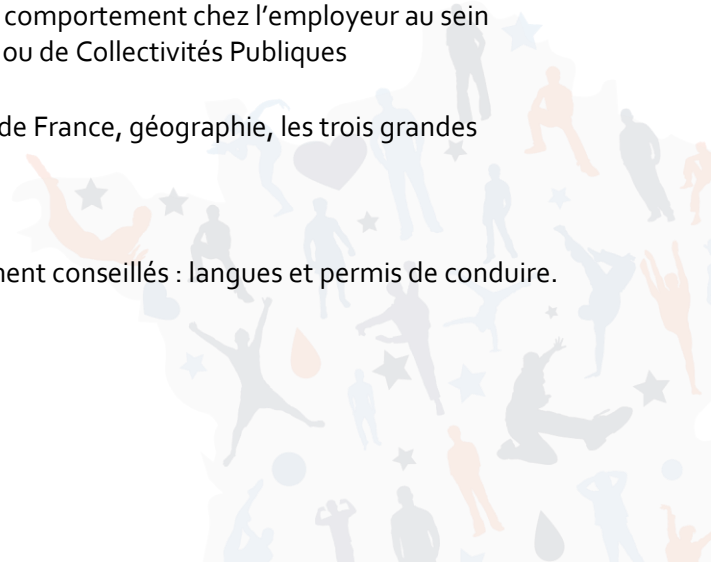 comportement chez l’employeur au sein
ou de Collectivités Publiques
de France, géographie, les trois grandes
ment conseillés : langues et permis de conduire.